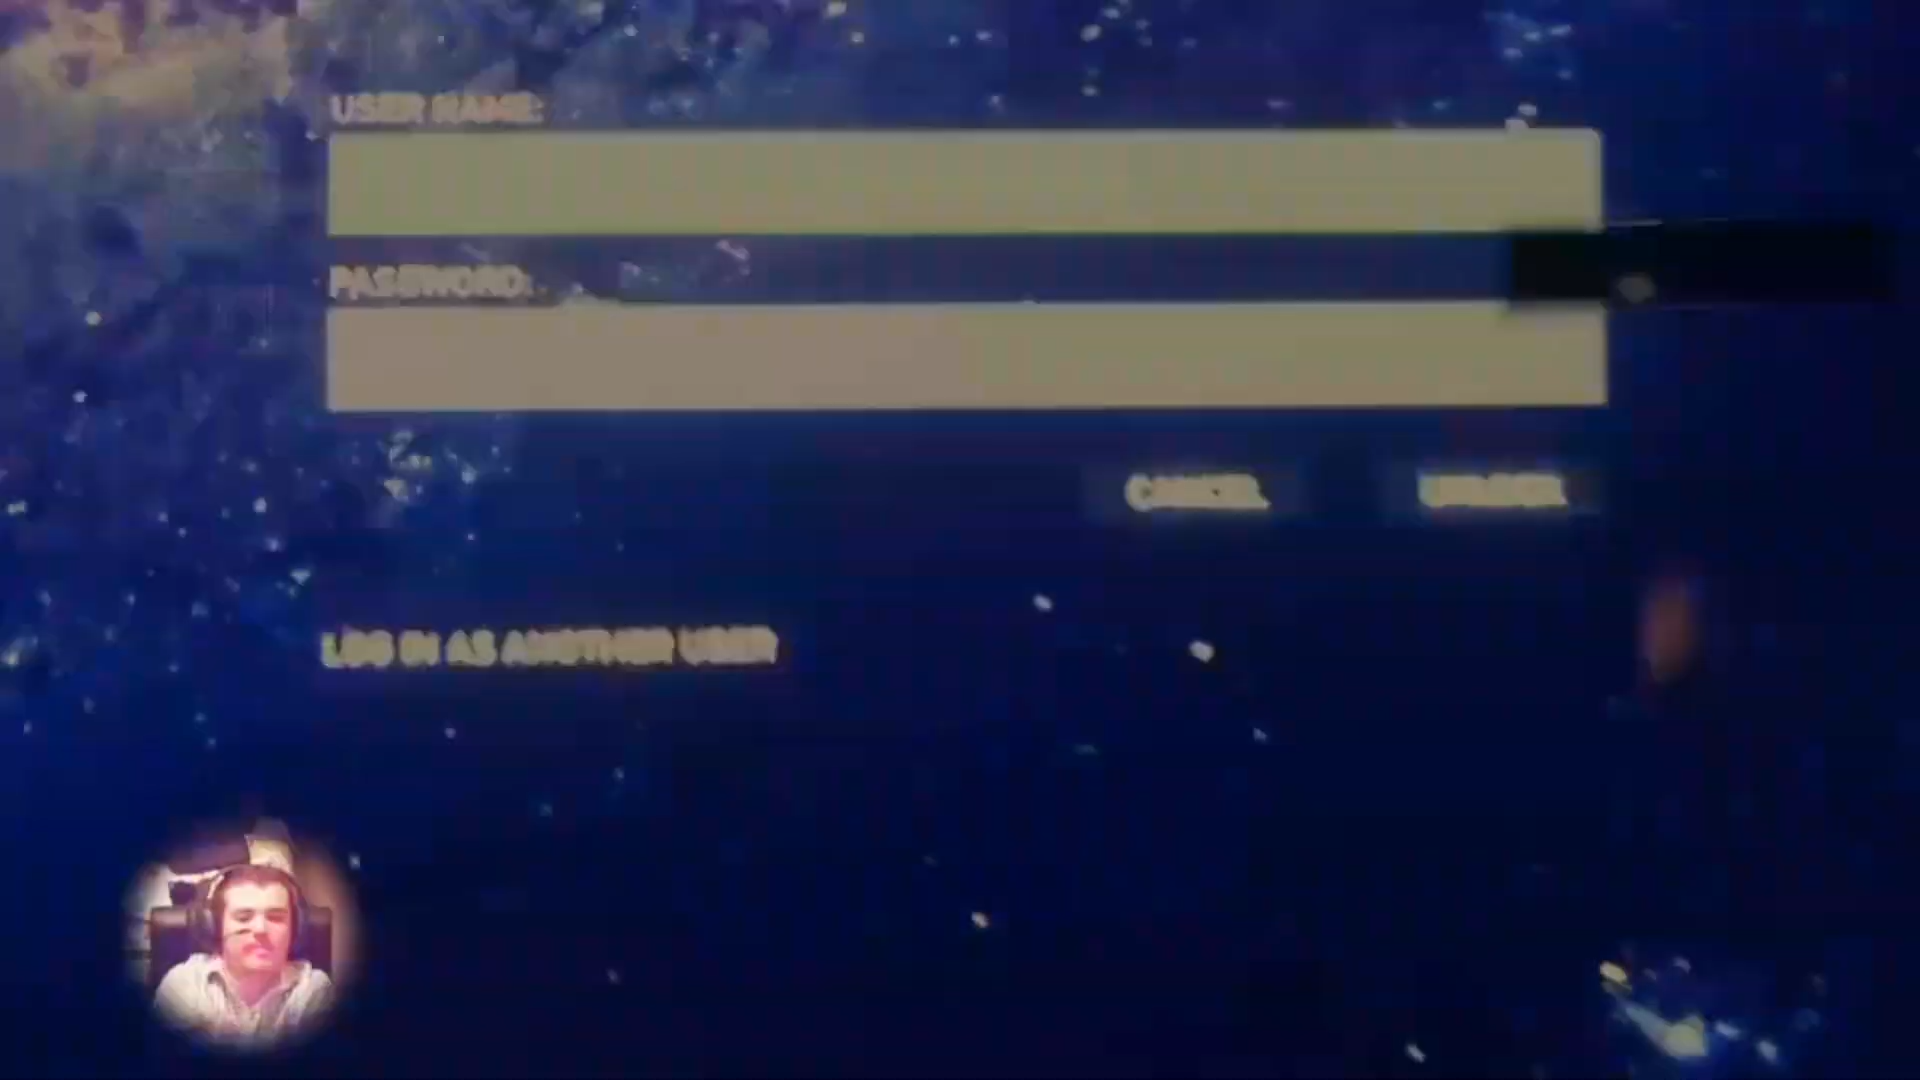 USER NAME:
PASSWORD:
CANCEL
LOG IN AS ANOTHER USER